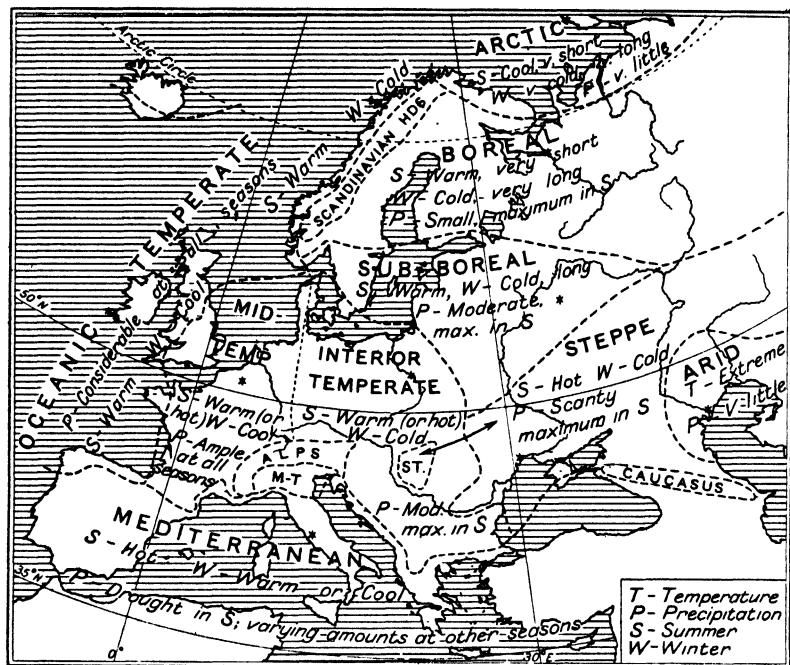 Arctic Circle
ARCTIC
S - Cool, v. short
W - v. cold, v. long
P - v. little
W - Cold
S - Warm
SCANDINAVIAN HDS
BOREAL
S - Warm, very short
W - Cold, very long
P - Small, maximum in S
OCEANIC TEMPERATE
P - Considerable at all seasons
S - Warm W - Cool
SUB-BOREAL
S - Warm, W - Cold, long
P - Moderate,
max. in S
50°N
MID-
TEMP
S - Warm (or
hot) W - Cool
P - Ample,
at all
seasons
INTERIOR
TEMPERATE
S - Warm (or hot)
W - Cold
P - Mod.
max. in S
STEPPE
S - Hot W - Cold
P - Scanty
maximum in S
ST.
ARID
T - Extreme
P - V. little
CAUCASUS
PS
M-T
MEDITERRANEAN
S - Hot W - Warm or Cool
P - Drought in S; varying amounts at other seasons
35°N
0°
30°E
T - Temperature
P - Precipitation
S - Summer
W - Winter